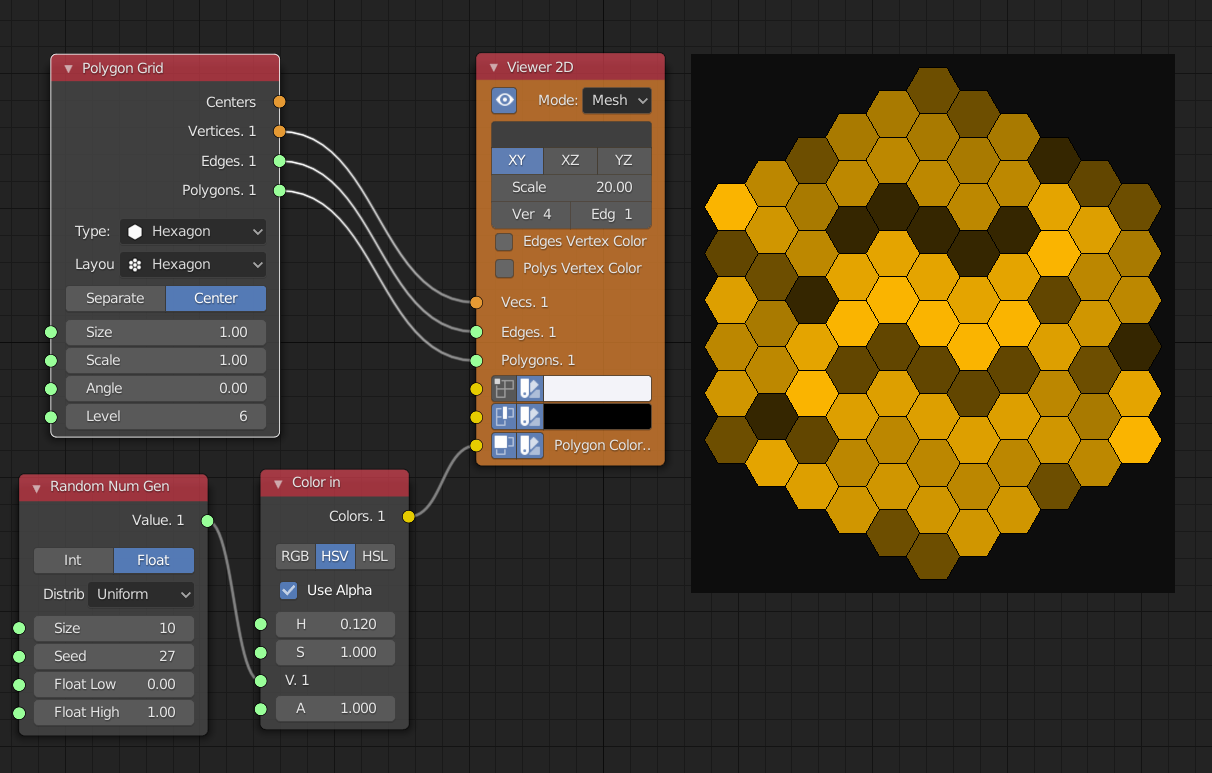 Polygon Grid
Centers
Vertices. 1
Edges. 1
Polygons. 1
Type: Hexagon
Layou Hexagon
Separate Center
Size 1.00
Scale 1.00
Angle 0.00
Level 6
Viewer 2D
Mode: Mesh
XY XZ YZ
Scale 20.00
Ver 4 Edg 1
Edges Vertex Color
Polys Vertex Color
Vecs. 1
Edges. 1
Polygons. 1
Polygon Color..
Random Num Gen
Value. 1
Int Float
Distrib Uniform
Size 10
Seed 27
Float Low 0.00
Float High 1.00
Color in
Colors. 1
RGB HSV HSL
Use Alpha
H 0.120
S 1.000
V. 1
A 1.000